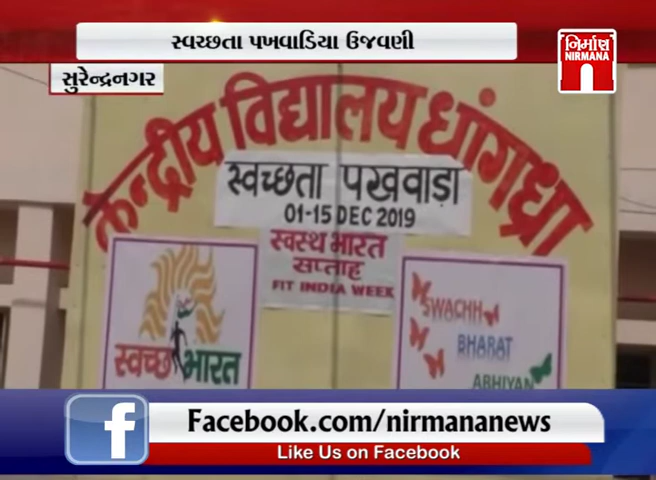 સ્વચ્છતા પખવાડિયા ઉજવણી
સુરેન્દ્રનગર
નિર્માણ
NIRMANA
केन्द्रीय विद्यालय ध्रांगध्रा
स्वच्छता पखवाड़ा
01-15 DEC 2019
स्वस्थ भारत
सप्ताह
FIT INDIA WEEK
स्वच्छ भारत
SWACHH
BHARAT
ABHIYAN
Facebook.com/nirmananews
Like Us on Facebook